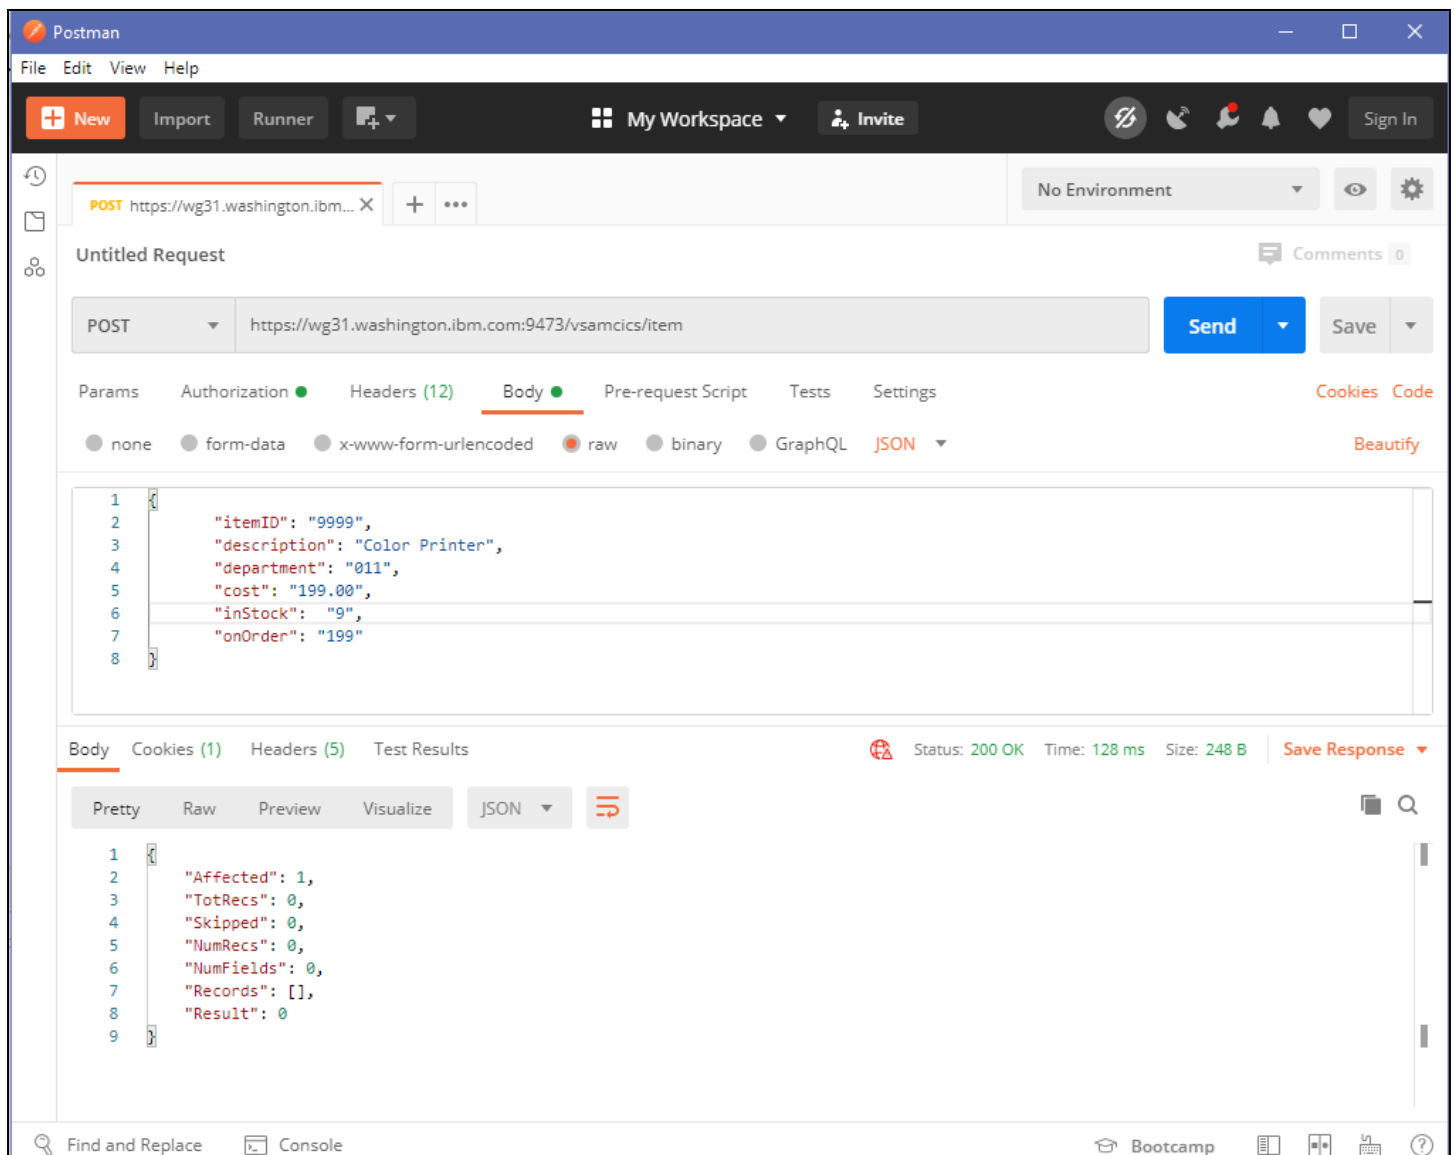 Postman
File Edit View Help
New Import Runner My Workspace Invite Sign In
POST https://wg31.washington.ibm... No Environment
Untitled Request Comments 0
POST https://wg31.washington.ibm.com:9473/vsamcics/item Send Save
Params Authorization Headers (12) Body Pre-request Script Tests Settings Cookies Code
none form-data x-www-form-urlencoded raw binary GraphQL JSON Beautify
1 {
2 "itemID": "9999",
3 "description": "Color Printer",
4 "department": "011",
5 "cost": "199.00",
6 "inStock":  "9",
7 "onOrder": "199"
8 }
Body Cookies (1) Headers (5) Test Results Status: 200 OK Time: 128 ms Size: 248 B Save Response
Pretty Raw Preview Visualize JSON
1 {
2 "Affected": 1,
3 "TotRecs": 0,
4 "Skipped": 0,
5 "NumRecs": 0,
6 "NumFields": 0,
7 "Records": [],
8 "Result": 0
9 }
Find and Replace Console Bootcamp